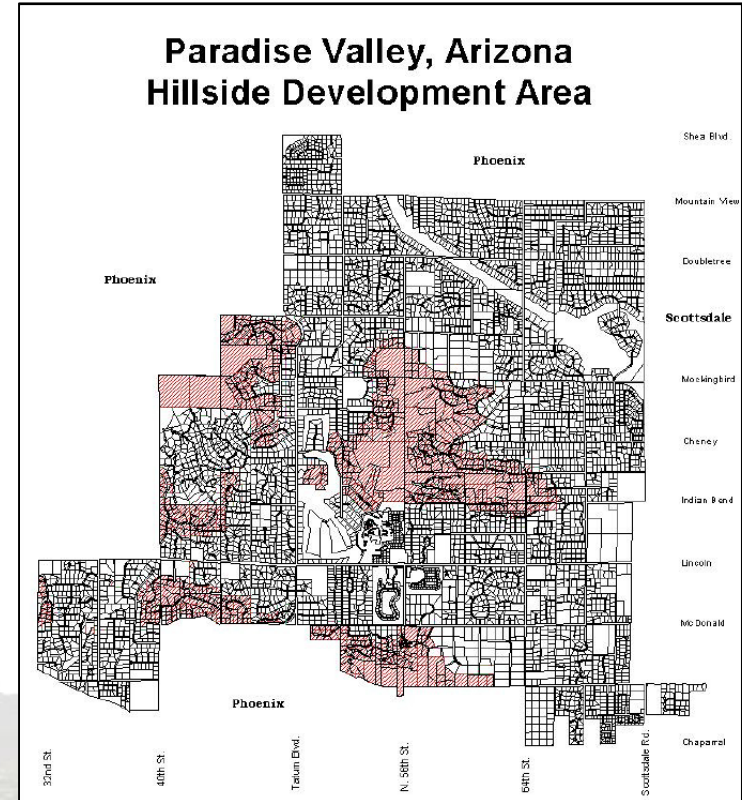 Paradise Valley, Arizona
Hillside Development Area
Shea Blvd.
Phoenix
Mountain View
Doubletree
Phoenix
Scottsdale
Mockingbird
Cheney
Indian Bend
Lincoln
McDonald
Phoenix
Chaparral
32nd St.
40th St.
Tatum Blvd.
N. 56th St.
64th St.
Scottsdale Rd.